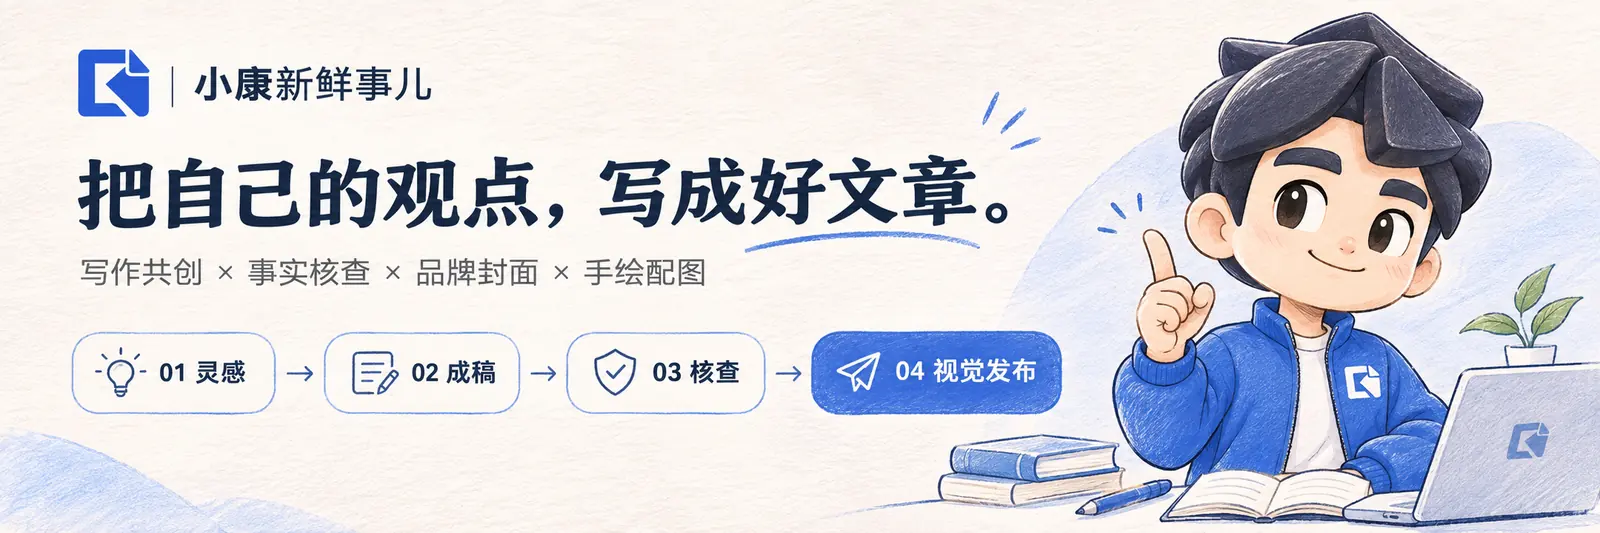 小康新鲜事儿
把自己的观点，写成好文章。
写作共创 × 事实核查 × 品牌封面 × 手绘配图
01 灵感 → 02 成稿 → 03 核查 → 04 视觉发布